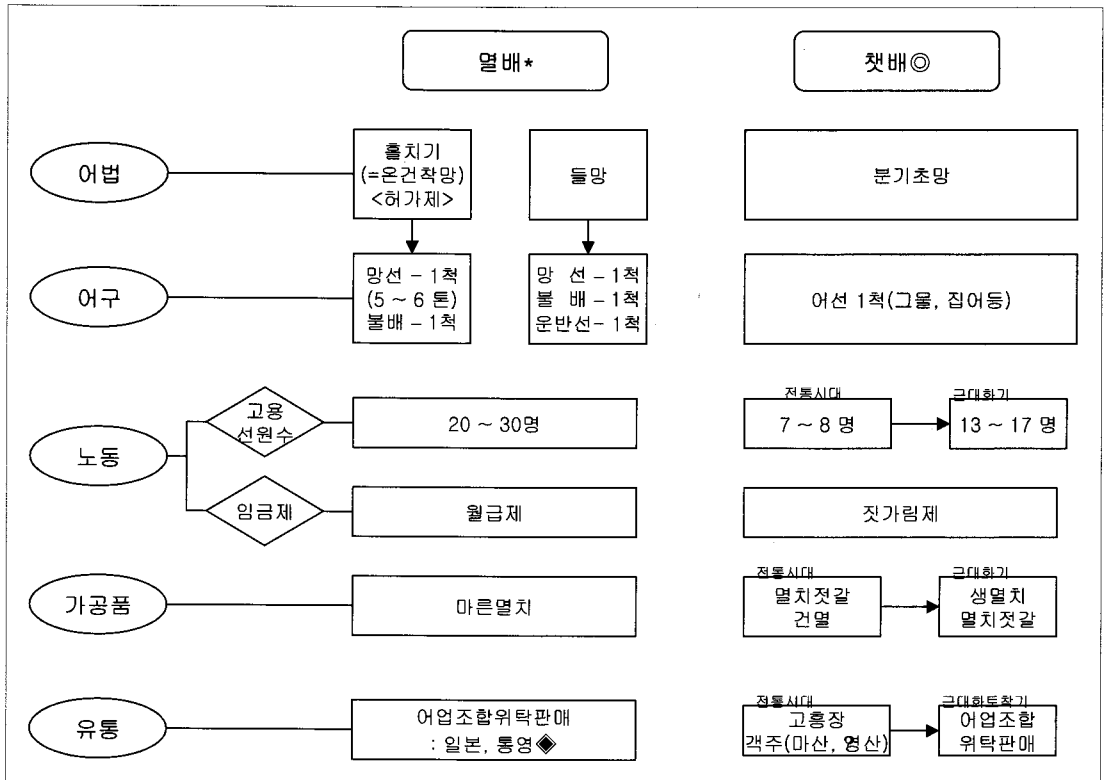 멸배*
챗배◎
어법
홀치기
(=온건착망)
<허가제>
들망
분기초망
어구
망선 – 1척
(5 ~ 6 톤)
불배 – 1척
망 선 – 1척
불 배 – 1척
운반선– 1척
어선 1척(그물, 집어등)
노동
고용
선원수
20 ~ 30명
전통시대
7 ~ 8 명
근대화기
13 ~ 17 명
임금제
월급제
짓가림제
가공품
마른멸치
전통시대
멸치젓갈
건멸
근대화기
생멸치
멸치젓갈
유통
어업조합위탁판매
: 일본, 통영◈
전통시대
고흥장
객주(마산, 영산)
근대화토착기
어업조합
위탁판매